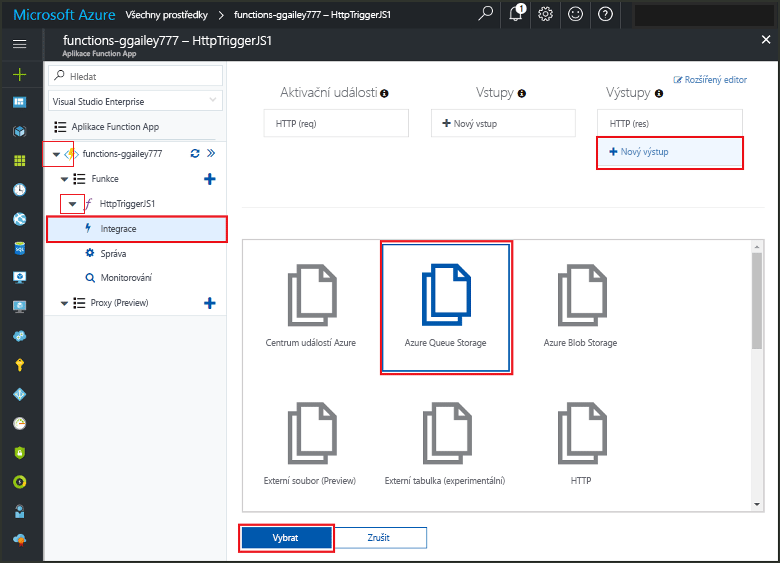 Microsoft Azure Všechny prostředky > functions-ggailey777 – HttpTriggerJS1
1
functions-ggailey777 – HttpTriggerJS1
Aplikace Function App
Hledat
Visual Studio Enterprise
Aplikace Function App
functions-ggailey777
Funkce
HttpTriggerJS1
Integrace
Správa
Monitorování
Proxy (Preview)
Rozšířený editor
Aktivační události
HTTP (req)
Vstupy
Nový vstup
Výstupy
HTTP (res)
Nový výstup
Centrum událostí Azure
Azure Queue Storage
Azure Blob Storage
Externí soubor (Preview)
Externí tabulka (experimentální)
HTTP
Vybrat
Zrušit